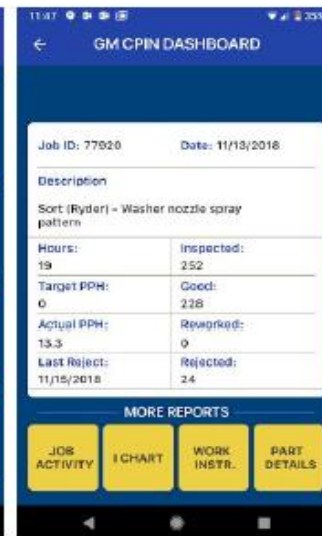 11:47
GM CPIN DASHBOARD
Job ID: 77920 Date: 11/13/2018
Description
Sort (Ryder) - Washer nozzle spray
pattern
Hours: Inspected:
19 252
Target PPH: Good:
0 228
Actual PPH: Reworked:
13.3 0
Last Reject: Rejected:
11/15/2018 24
MORE REPORTS
JOB
ACTIVITY
I CHART
WORK
INSTR.
PART
DETAILS